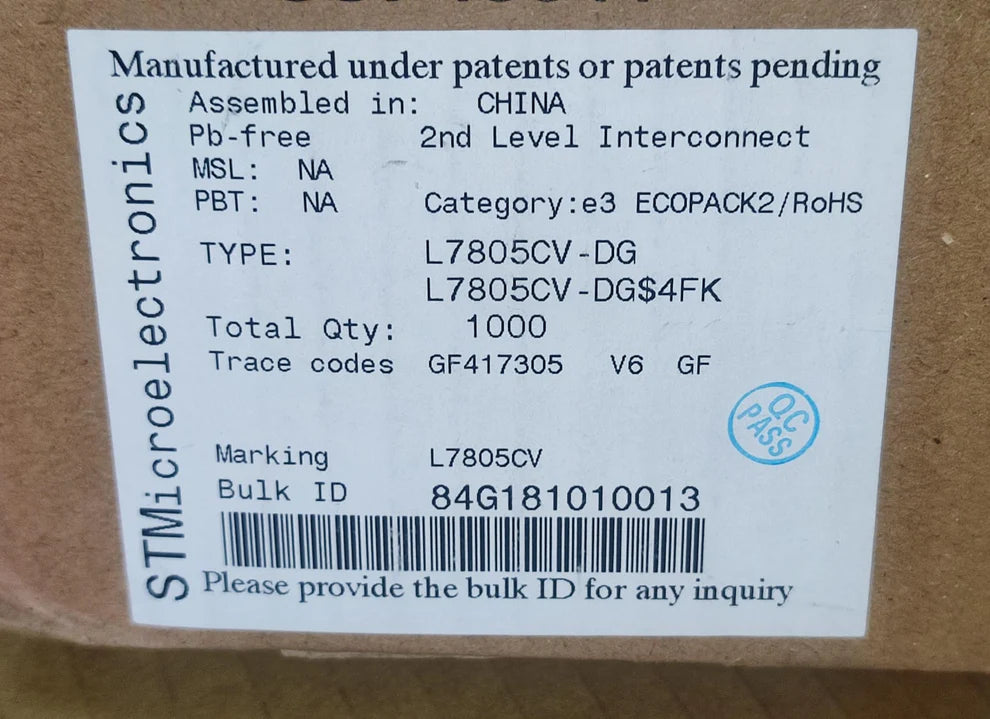 Manufactured under patents or patents pending
STMicroelectronics
Assembled in: CHINA
Pb-free 2nd Level Interconnect
MSL: NA
PBT: NA Category:e3 ECOPACK2/RoHS
TYPE: L7805CV-DG
L7805CV-DG$4FK
Total Qty: 1000
Trace codes GF417305 V6 GF
QC
PASS
Marking L7805CV
Bulk ID 84G181010013
Please provide the bulk ID for any inquiry